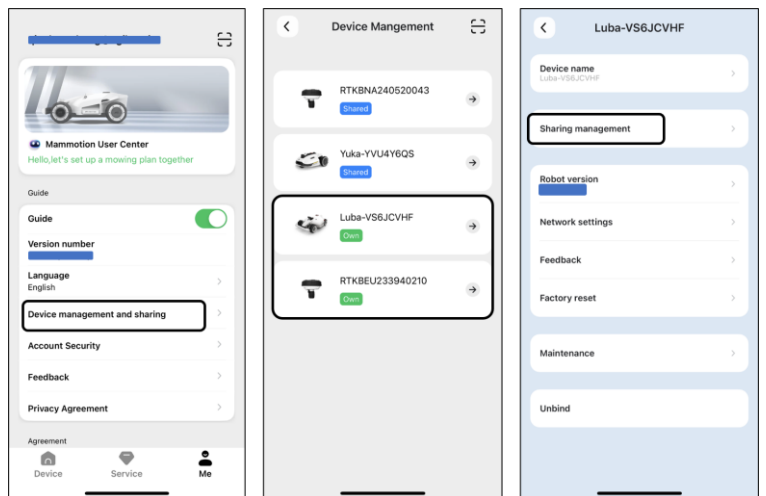 Mammotion User Center
Hello,let's set up a mowing plan together
Guide
Guide
Version number
Language
English
Device management and sharing
Account Security
Feedback
Privacy Agreement
Agreement
Device
Service
Me
Device Mangement
RTKBNA240520043
Shared
Yuka-YVU4Y6QS
Shared
Luba-VS6JCVHF
Own
RTKBEU233940210
Own
Luba-VS6JCVHF
Device name
Luba-VS6JCVHF
Sharing management
Robot version
Network settings
Feedback
Factory reset
Maintenance
Unbind